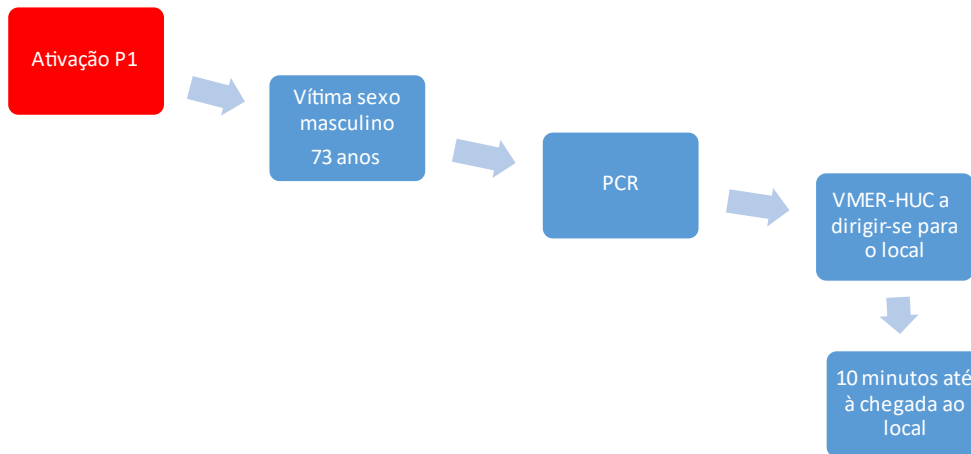 Ativação P1
Vítima sexo
masculino
73 anos
PCR
VMER-HUC a
dirigir-se para
o local
10 minutos até
à chegada ao
local